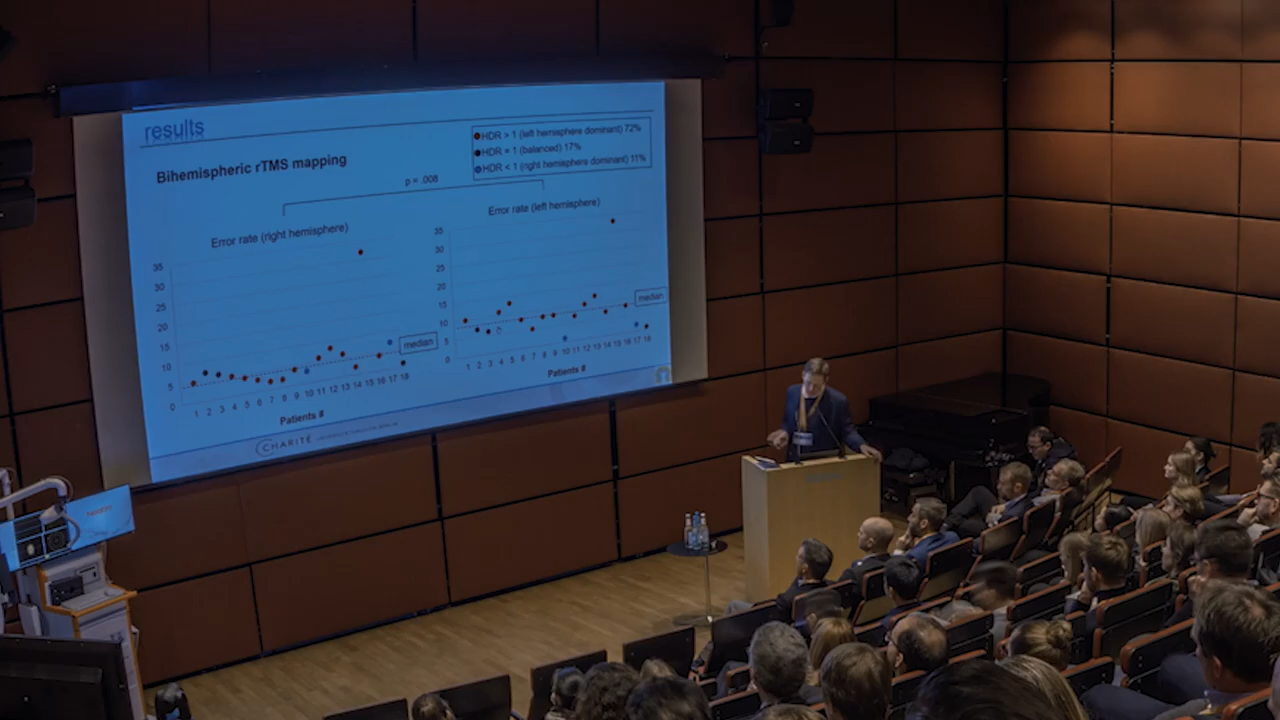 results
HDR > 1 (left hemisphere dominant) 72%
HDR = 1 (balanced) 17%
HDR < 1 (right hemisphere dominant) 11%
Bihemispheric rTMS mapping
p = .008
Error rate (right hemisphere)
35
30
25
20
15
10
5
0
median
1 2 3 4 5 6 7 8 9 10 11 12 13 14 15 16 17 18
Patients #
Error rate (left hemisphere)
35
30
25
20
15
10
5
0
median
1 2 3 4 5 6 7 8 9 10 11 12 13 14 15 16 17 18
Patients #
CHARITÉ